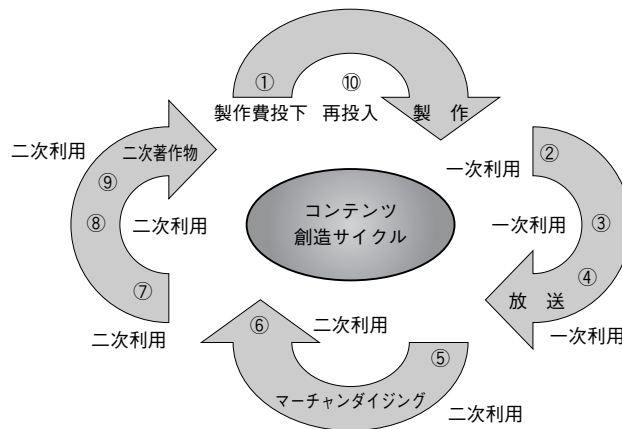 ① ⑩
製作費投下 再投入 製 作
二次利用 二次著作物 一次利用 ②
⑨
⑧ 二次利用 コンテンツ 一次利用 ③
創造サイクル
⑦ 放 送 ④
二次利用 ⑥ 二次利用 ⑤ 一次利用
マーチャンダイジング 二次利用